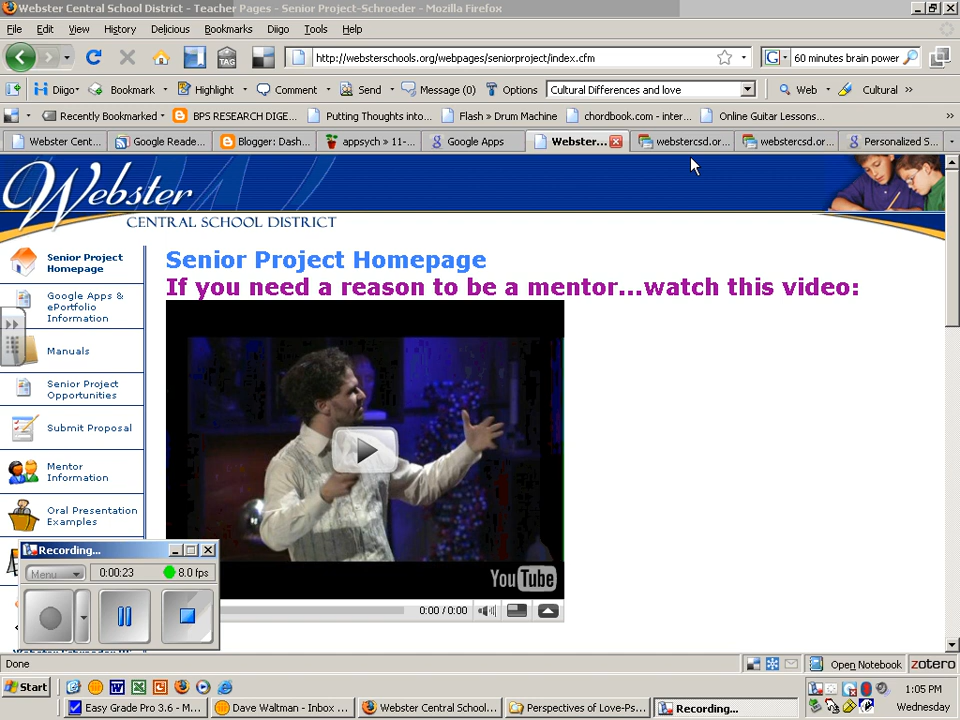 Webster Central School District - Teacher Pages - Senior Project-Schroeder - Mozilla Firefox
File Edit View History Delicious Bookmarks Diigo Tools Help
TAG http://websterschools.org/webpages/seniorproject/index.cfm 60 minutes brain power
Diigo Bookmark Highlight Comment Send Message (0) Options Cultural Differences and love Web Cultural »
Recently Bookmarked BPS RESEARCH DIGE... Putting Thoughts into... Flash » Drum Machine chordbook.com - inter... Online Guitar Lessons... »
Webster Cent... Google Reade... Blogger: Dash... appsych » 11-... Google Apps Webster... webstercsd.or... webstercsd.or... Personalized S...
Webster
CENTRAL SCHOOL DISTRICT
Senior Project
Homepage
Google Apps &
ePortfolio
Information
Manuals
Senior Project
Opportunities
Submit Proposal
Mentor
Information
Oral Presentation
Examples
Senior Project Homepage
If you need a reason to be a mentor...watch this video:
YouTube
0:00 / 0:00
Recording...
Menu 0:00:23 8.0 fps
Done Open Notebook zotero
Start 1:05 PM
Easy Grade Pro 3.6 - M... Dave Waltman - Inbox ... Webster Central School... Perspectives of Love-Ps... Recording... Wednesday